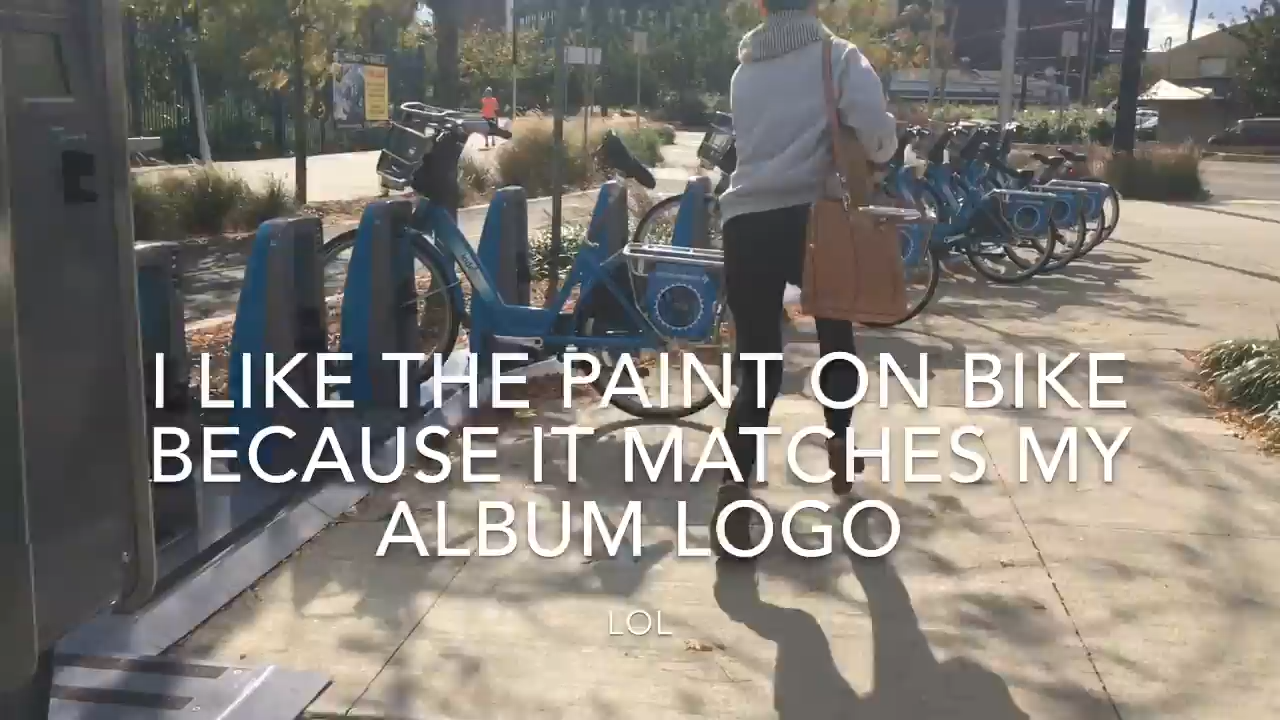 I LIKE THE PAINT ON BIKE
BECAUSE IT MATCHES MY
ALBUM LOGO
LOL